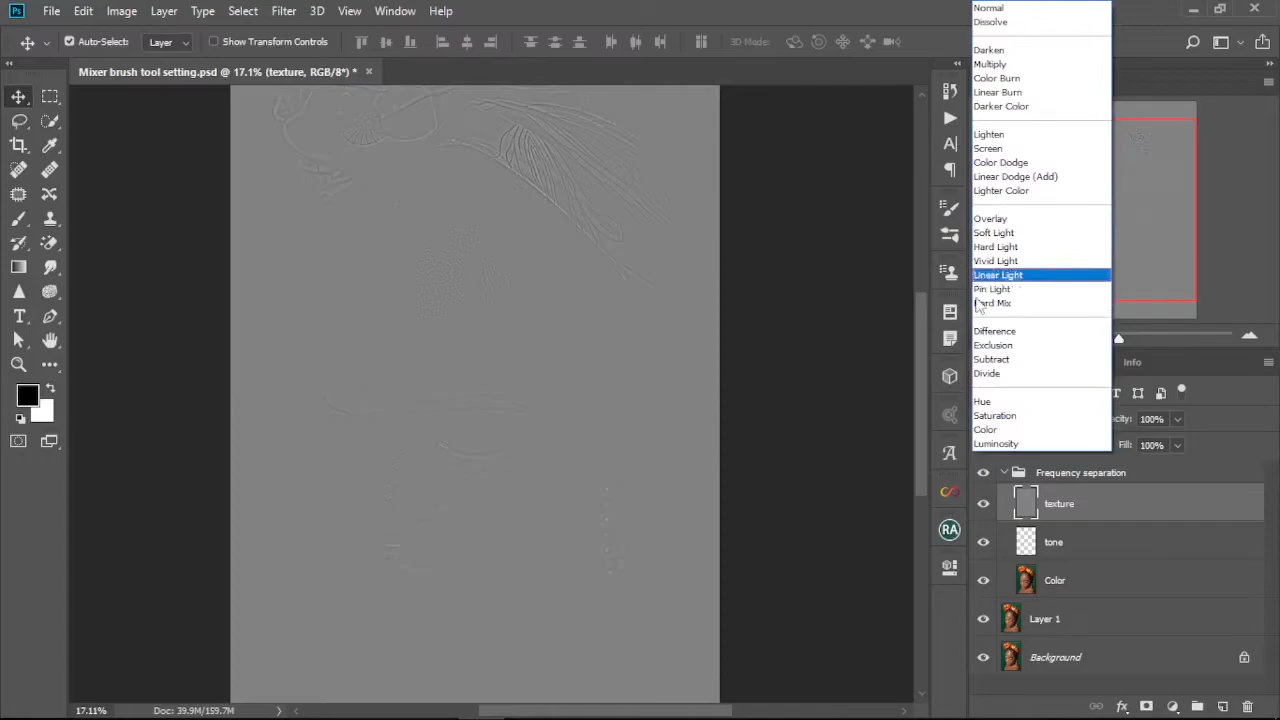 Ps File Edit Image Layer Type Select Filter 3D View Window Help
Auto-Select: Layer Show Transform Controls 3D Mode:
Mixer brush tool setting.psd @ 17.1% (texture, RGB/8*) * ×
Normal
Dissolve
Darken
Multiply
Color Burn
Linear Burn
Darker Color
Lighten
Screen
Color Dodge
Linear Dodge (Add)
Lighter Color
Overlay
Soft Light
Hard Light
Vivid Light
Linear Light
Pin Light
Mix
Difference
Exclusion
Subtract
Divide
Hue
Saturation
Color
Luminosity
Info
100%
Fill: 100%
Frequency separation
texture
tone
Color
Layer 1
Background
RA
fx
17.11% Doc: 39.9M/159.7M